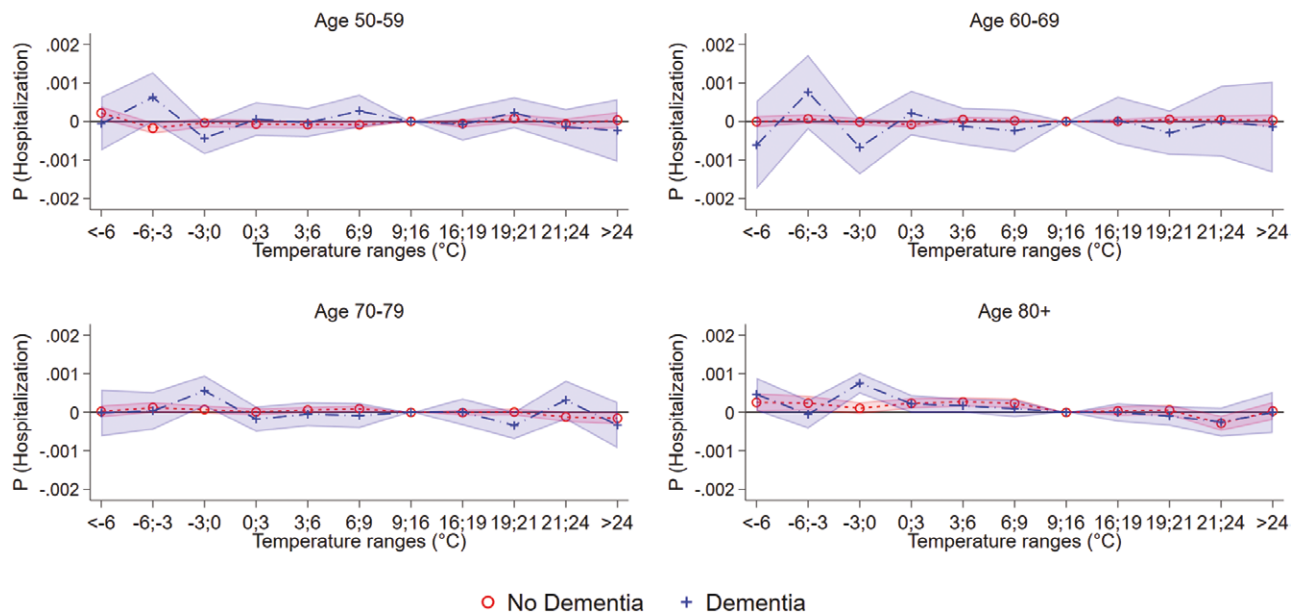 Age 50-59
P (Hospitalization)
.002
.001
0
-.001
-.002
<-6 -6;-3 -3;0 0;3 3;6 6;9 9;16 16;19 19;21 21;24 >24
Temperature ranges (°C)
Age 60-69
P (Hospitalization)
.002
.001
0
-.001
-.002
<-6 -6;-3 -3;0 0;3 3;6 6;9 9;16 16;19 19;21 21;24 >24
Temperature ranges (°C)
Age 70-79
P (Hospitalization)
.002
.001
0
-.001
-.002
<-6 -6;-3 -3;0 0;3 3;6 6;9 9;16 16;19 19;21 21;24 >24
Temperature ranges (°C)
Age 80+
P (Hospitalization)
.002
.001
0
-.001
-.002
<-6 -6;-3 -3;0 0;3 3;6 6;9 9;16 16;19 19;21 21;24 >24
Temperature ranges (°C)
No Dementia Dementia